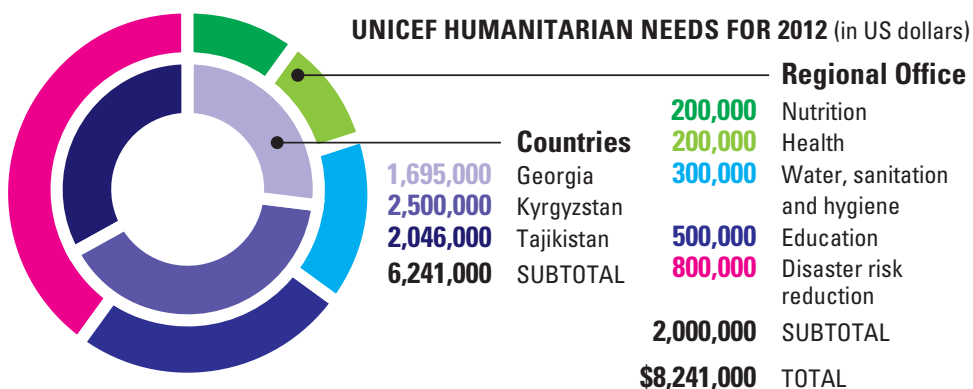 UNICEF HUMANITARIAN NEEDS FOR 2012 (in US dollars)
Countries
1,695,000 Georgia
2,500,000 Kyrgyzstan
2,046,000 Tajikistan
6,241,000 SUBTOTAL
Regional Office
200,000 Nutrition
200,000 Health
300,000 Water, sanitation
and hygiene
500,000 Education
800,000 Disaster risk
reduction
2,000,000 SUBTOTAL
$8,241,000 TOTAL